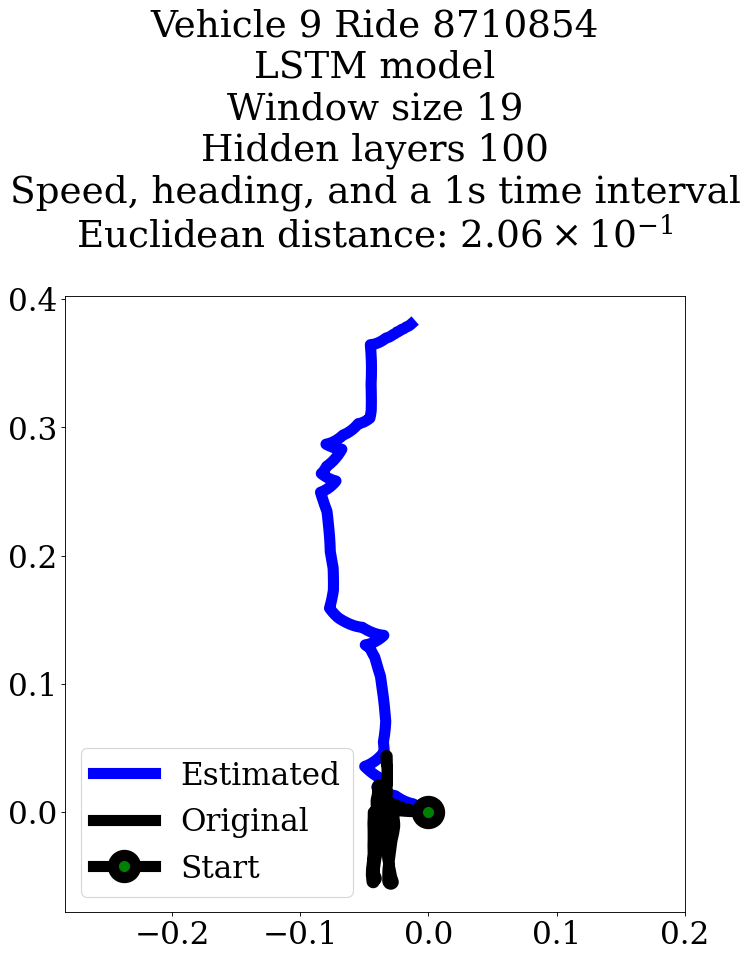 Vehicle 9 Ride 8710854
LSTM model
Window size 19
Hidden layers 100
Speed, heading, and a 1s time interval
Euclidean distance: 2.06 × 10⁻¹
0.4
0.3
0.2
0.1
0.0
Estimated
Original
Start
−0.2
−0.1
0.0
0.1
0.2